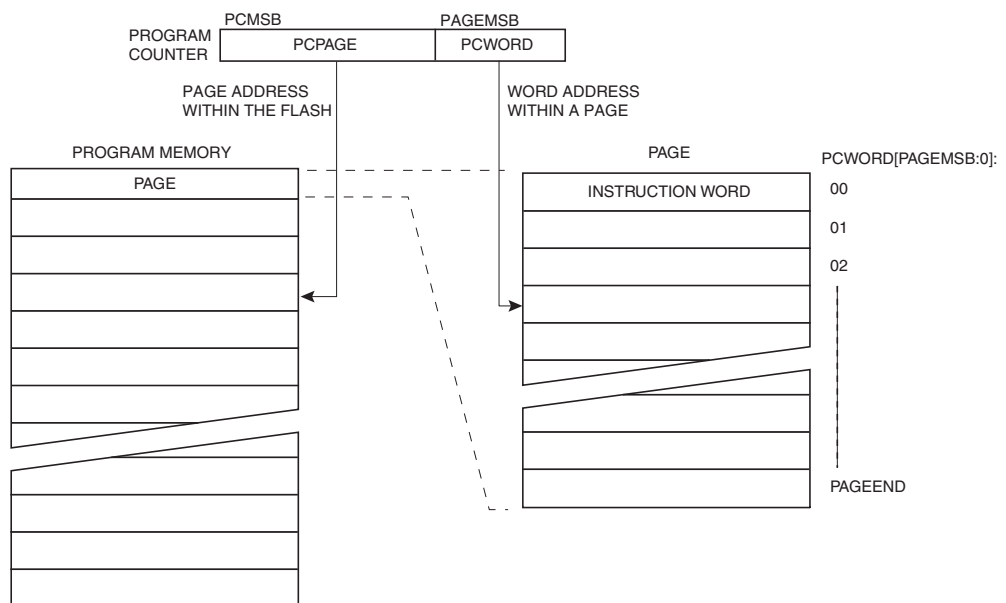 PCMSB
PAGEMSB
PROGRAM
COUNTER
PCPAGE
PCWORD
PAGE ADDRESS
WITHIN THE FLASH
WORD ADDRESS
WITHIN A PAGE
PROGRAM MEMORY
PAGE
PAGE
INSTRUCTION WORD
PCWORD[PAGEMSB:0]:
00
01
02
PAGEEND